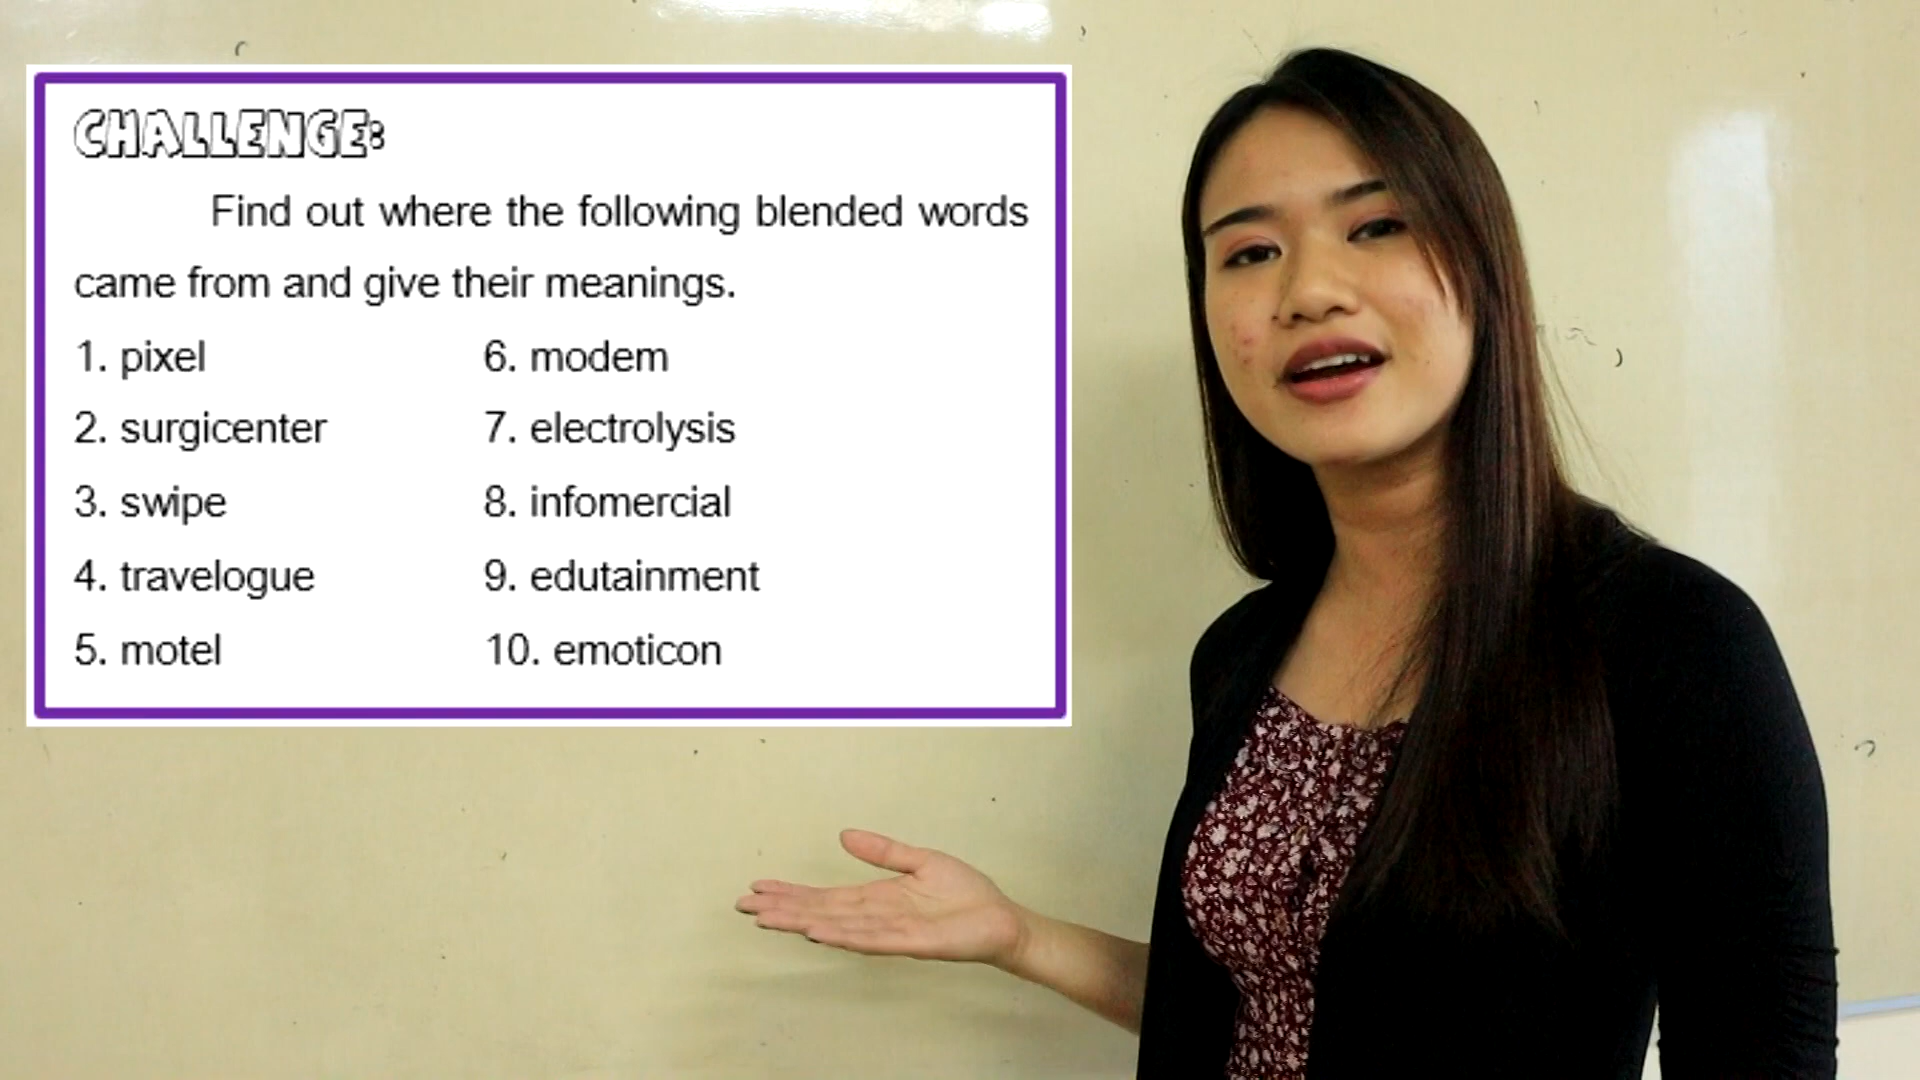 CHALLENGE:
Find out where the following blended words
came from and give their meanings.
1. pixel
2. surgicenter
3. swipe
4. travelogue
5. motel
6. modem
7. electrolysis
8. infomercial
9. edutainment
10. emoticon